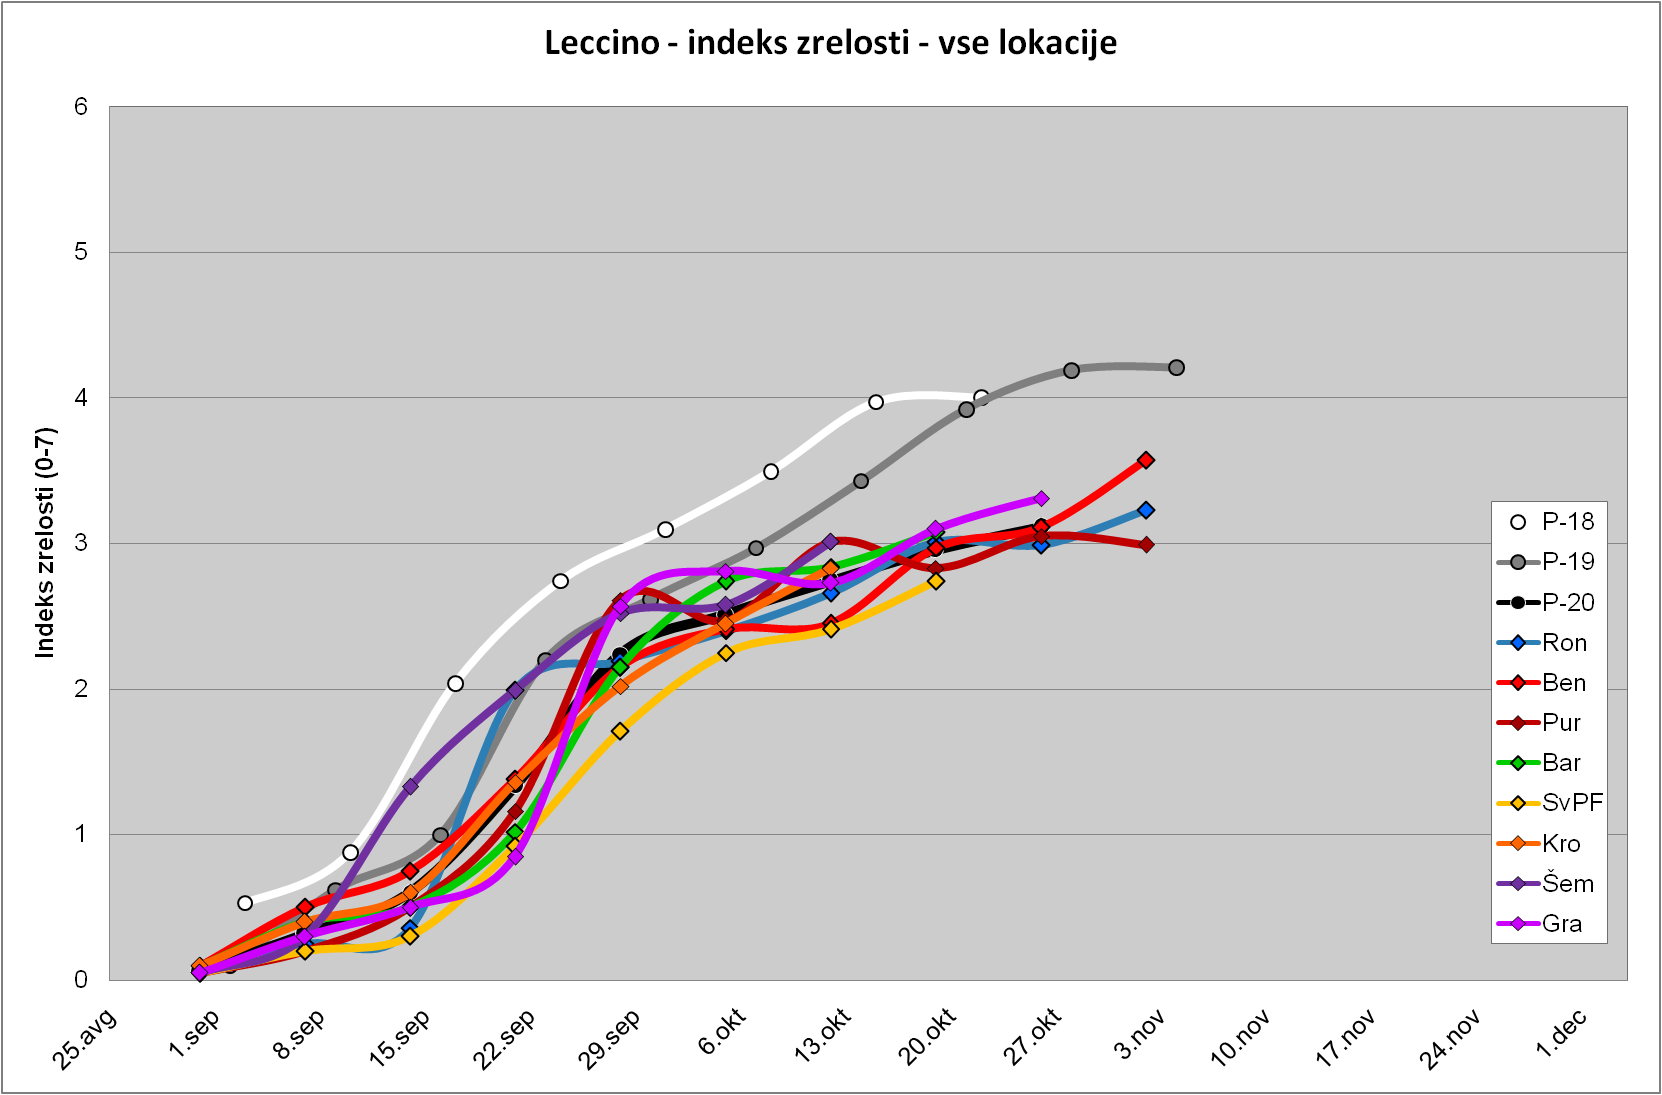 Leccino - indeks zrelosti - vse lokacije
Indeks zrelosti (0-7)
6
5
4
3
2
1
0
25.avg
1.sep
8.sep
15.sep
22.sep
29.sep
6.okt
13.okt
20.okt
27.okt
3.nov
10.nov
17.nov
24.nov
1.dec
P-18
P-19
P-20
Ron
Ben
Pur
Bar
SvPF
Kro
Šem
Gra